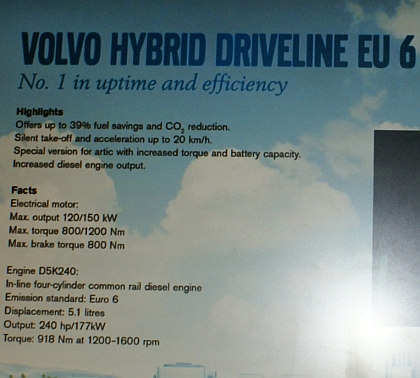 VOLVO HYBRID DRIVELINE EU 6
No. 1 in uptime and efficiency
Highlights
Offers up to 39% fuel savings and CO₂ reduction.
Silent take-off and acceleration up to 20 km/h.
Special version for artic with increased torque and battery capacity.
Increased diesel engine output.
Facts
Electrical motor:
Max. output 120/150 kW
Max. torque 800/1200 Nm
Max. brake torque 800 Nm
Engine D5K240:
In-line four-cylinder common rail diesel engine
Emission standard: Euro 6
Displacement: 5.1 litres
Output: 240 hp/177kW
Torque: 918 Nm at 1200-1600 rpm